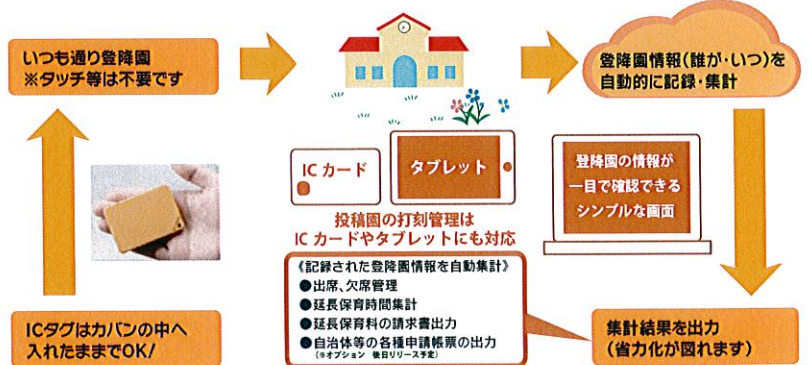 いつも通り登降園
※タッチ等は不要です
登降園情報(誰が・いつ)を
自動的に記録・集計
ICカード
タブレット
登降園の情報が
一目で確認できる
シンプルな画面
投稿園の打刻管理は
ICカードやタブレットにも対応
《記録された登降園情報を自動集計》
●出席、欠席管理
●延長保育時間集計
●延長保育料の請求書出力
●自治体等の各種申請帳票の出力
(※オプション 後日リリース予定)
ICタグはカバンの中へ
入れたままでOK!
集計結果を出力
(省力化が図れます)